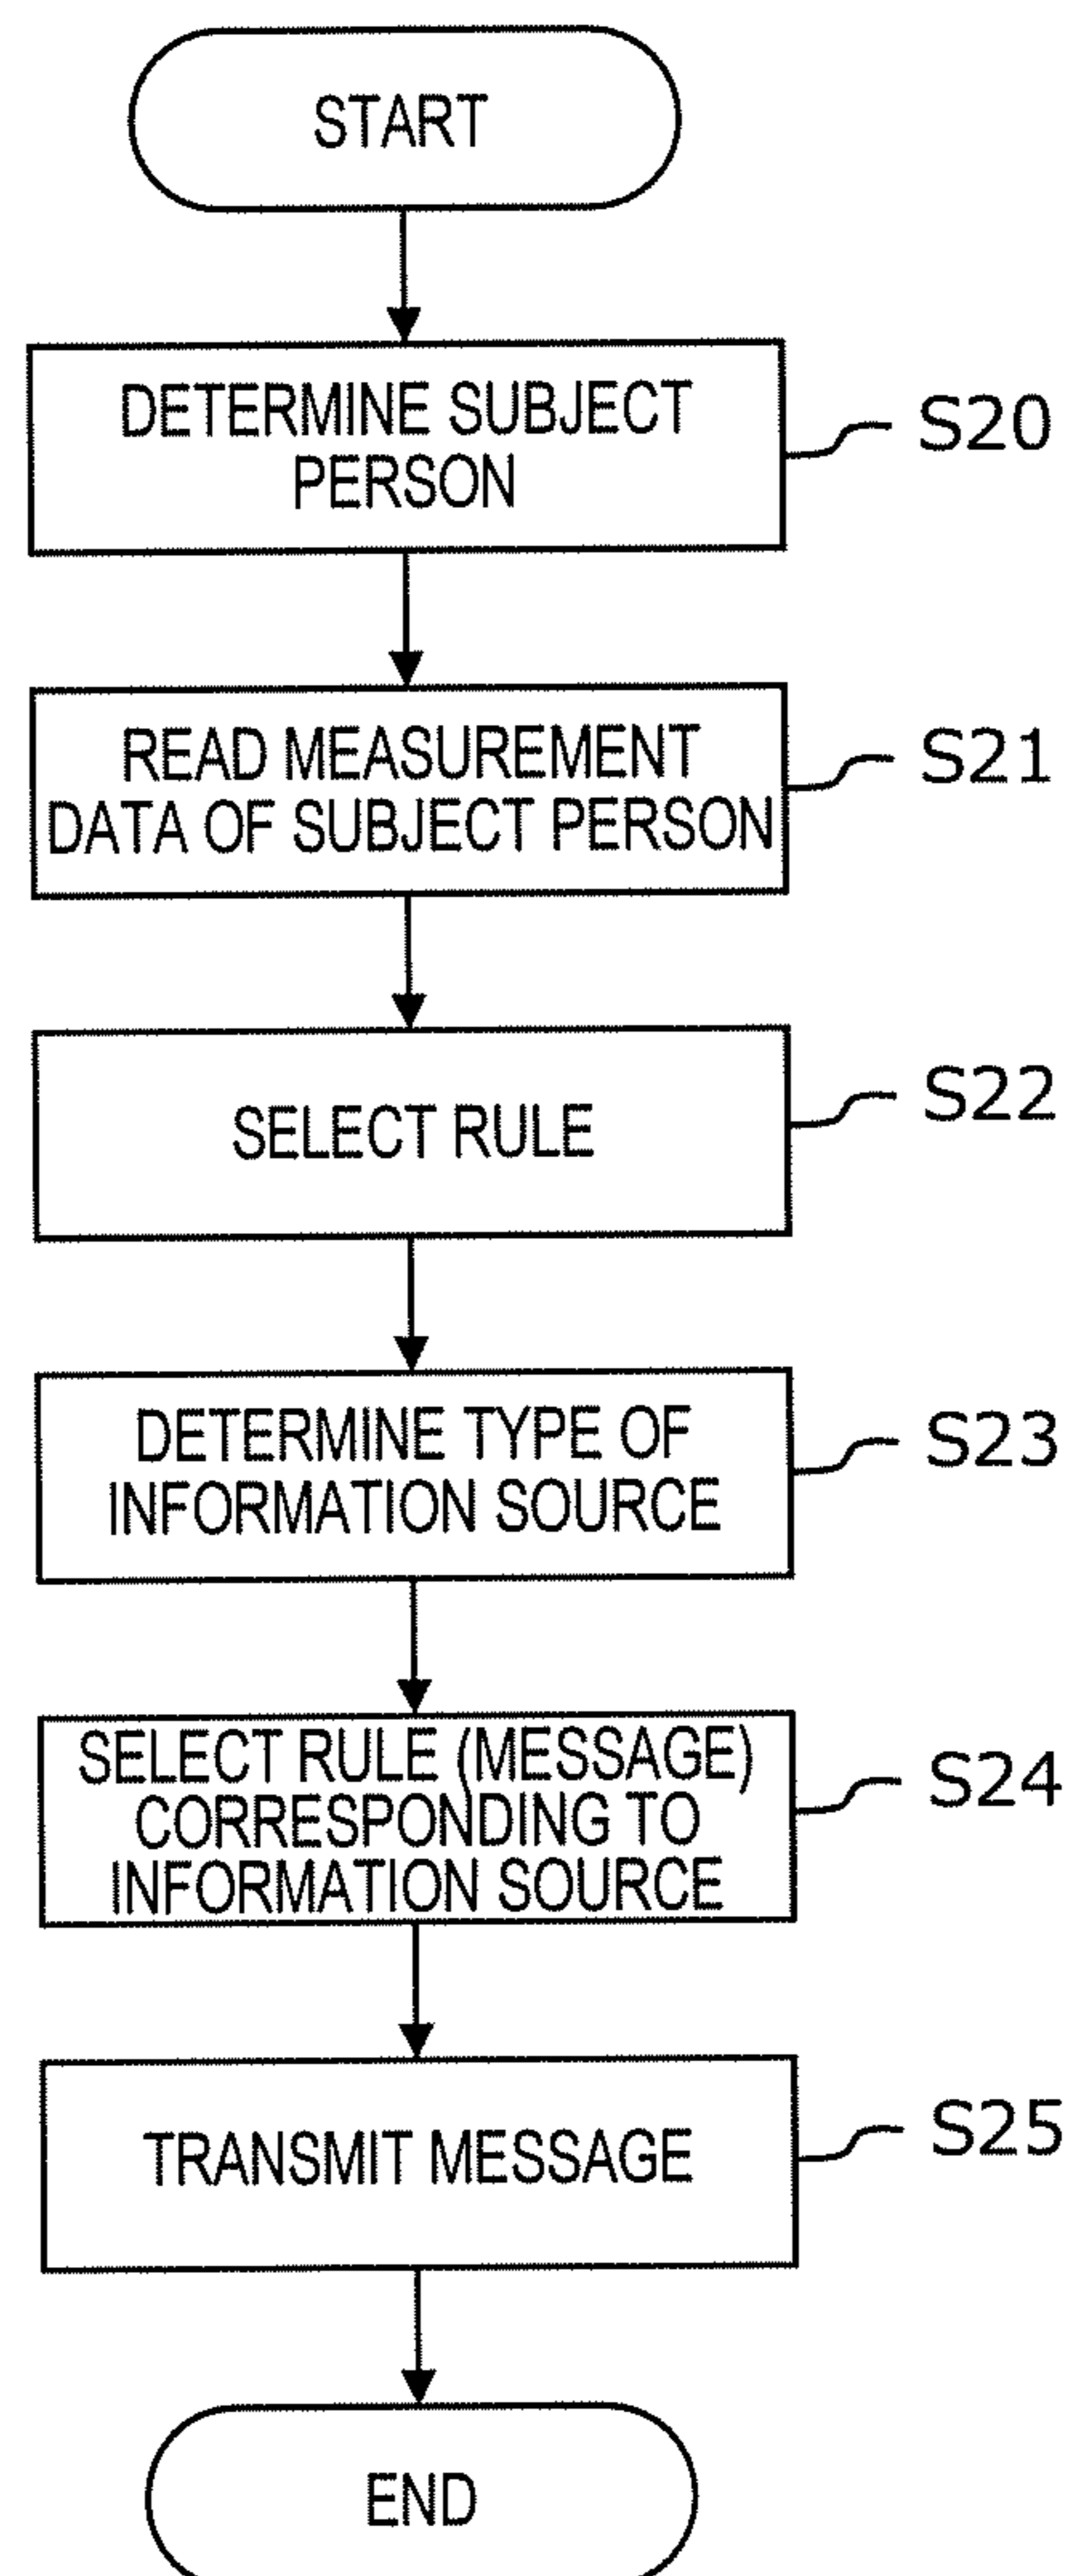 START
DETERMINE SUBJECT
PERSON
S20
READ MEASUREMENT
DATA OF SUBJECT PERSON
S21
SELECT RULE
S22
DETERMINE TYPE OF
INFORMATION SOURCE
S23
SELECT RULE (MESSAGE)
CORRESPONDING TO
INFORMATION SOURCE
S24
TRANSMIT MESSAGE
S25
END